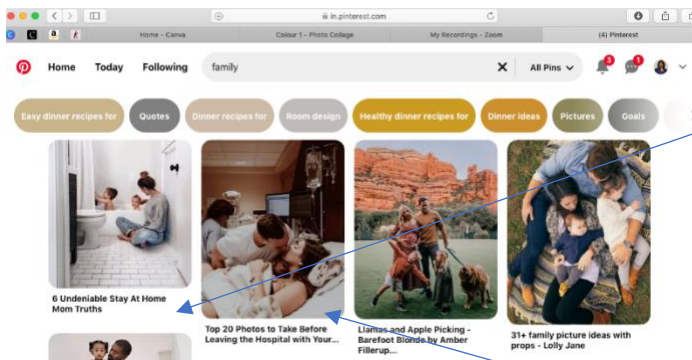 in.pinterest.com
Home - Canva
Colour 1 - Photo Collage
My Recordings - Zoom
(4) Pinterest
Home
Today
Following
family
All Pins
3
1
Easy dinner recipes for
Quotes
Dinner recipes for
Room design
Healthy dinner recipes for
Dinner ideas
Pictures
Goals
6 Undeniable Stay At Home
Mom Truths
Top 20 Photos to Take Before
Leaving the Hospital with Your...
Llamas and Apple Picking -
Barefoot Blonde by Amber
Fillerup...
31+ family picture ideas with
props - Lolly Jane